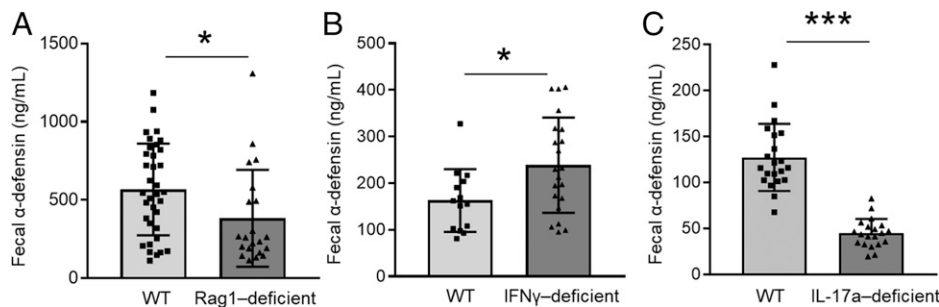 A
Fecal α-defensin (ng/mL)
1500
1000
500
0
*
WT
Rag1–deficient
B
Fecal α-defensin (ng/mL)
500
400
300
200
100
0
*
WT
IFNγ–deficient
C
Fecal α-defensin (ng/mL)
250
200
150
100
50
0
***
WT
IL-17a–deficient